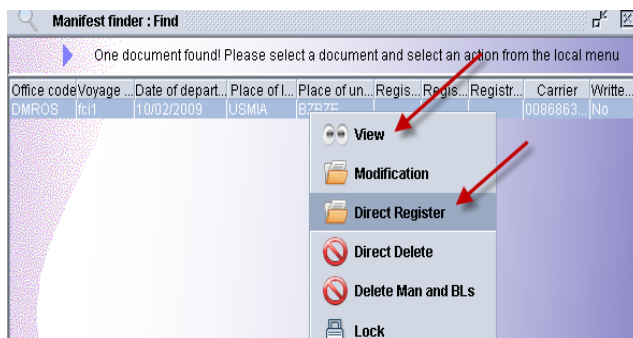 Manifest finder : Find
One document found! Please select a document and select an action from the local menu
Office code Voyage ... Date of depart... Place of l... Place of un... Regis... Regis... Registr... Carrier Writte...
DMROS fci1 10/02/2009 USMIA BZBZE 0086863... No
View
Modification
Direct Register
Direct Delete
Delete Man and BLs
Lock